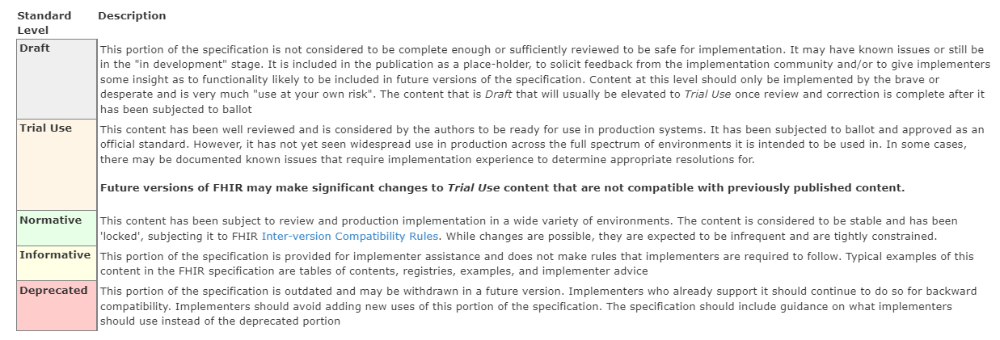 Standard Level
Description
Draft
This portion of the specification is not considered to be complete enough or sufficiently reviewed to be safe for implementation. It may have known issues or still be
in the "in development" stage. It is included in the publication as a place-holder, to solicit feedback from the implementation community and/or to give implementers
some insight as to functionality likely to be included in future versions of the specification. Content at this level should only be implemented by the brave or
desperate and is very much "use at your own risk". The content that is Draft that will usually be elevated to Trial Use once review and correction is complete after it
has been subjected to ballot
Trial Use
This content has been well reviewed and is considered by the authors to be ready for use in production systems. It has been subjected to ballot and approved as an
official standard. However, it has not yet seen widespread use in production across the full spectrum of environments it is intended to be used in. In some cases,
there may be documented known issues that require implementation experience to determine appropriate resolutions for.
Future versions of FHIR may make significant changes to Trial Use content that are not compatible with previously published content.
Normative
This content has been subject to review and production implementation in a wide variety of environments. The content is considered to be stable and has been
'locked', subjecting it to FHIR Inter-version Compatibility Rules. While changes are possible, they are expected to be infrequent and are tightly constrained.
Informative
This portion of the specification is provided for implementer assistance and does not make rules that implementers are required to follow. Typical examples of this
content in the FHIR specification are tables of contents, registries, examples, and implementer advice
Deprecated
This portion of the specification is outdated and may be withdrawn in a future version. Implementers who already support it should continue to do so for backward
compatibility. Implementers should avoid adding new uses of this portion of the specification. The specification should include guidance on what implementers
should use instead of the deprecated portion